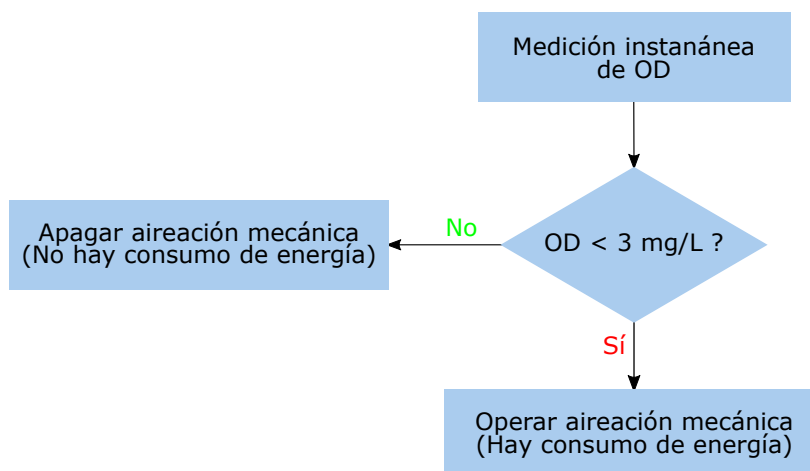 Medición instanánea
de OD
OD < 3 mg/L ?
No
Apagar aireación mecánica
(No hay consumo de energía)
Sí
Operar aireación mecánica
(Hay consumo de energía)